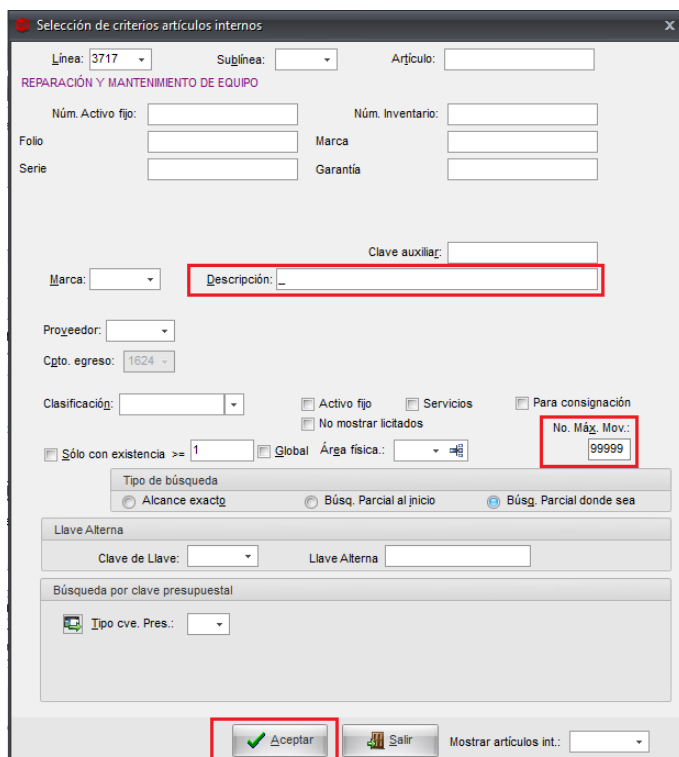 Selección de criterios artículos internos x
Línea: 3717 Sublínea: Artículo:
REPARACIÓN Y MANTENIMIENTO DE EQUIPO
Núm. Activo fijo: Núm. Inventario:
Folio Marca
Serie Garantía
Clave auxiliar:
Marca: Descripción: _
Proveedor:
Cpto. egreso: 1624
Clasificación: Activo fijo Servicios Para consignación
No mostrar licitados No. Máx. Mov.:
Sólo con existencia >= 1 Global Área física.: 99999
Tipo de búsqueda
Alcance exacto Búsq. Parcial al inicio Búsq. Parcial donde sea
Llave Alterna
Clave de Llave: Llave Alterna
Búsqueda por clave presupuestal
Tipo cve. Pres.:
Aceptar Salir Mostrar artículos int.: